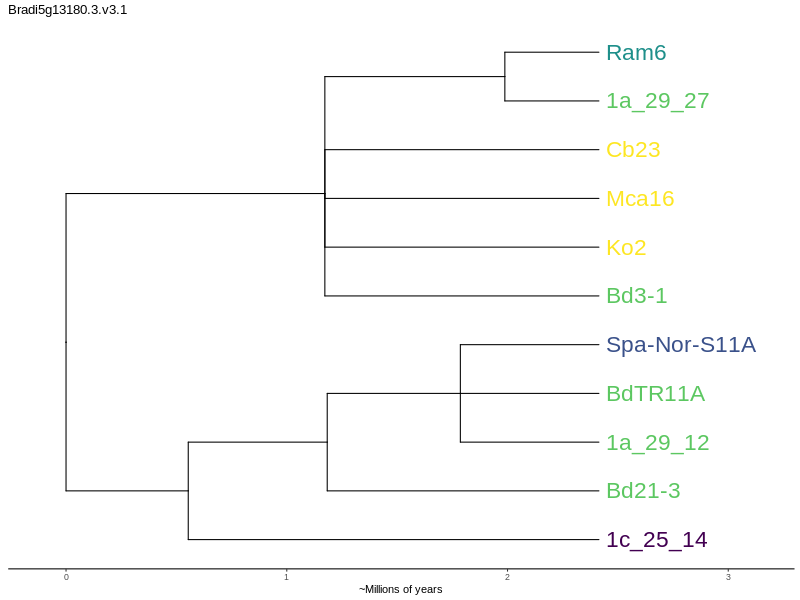 Bradi5g13180.3.v3.1
Ram6
1a_29_27
Cb23
Mca16
Ko2
Bd3-1
Spa-Nor-S11A
BdTR11A
1a_29_12
Bd21-3
1c_25_14
0 1 2 3
~Millions of years